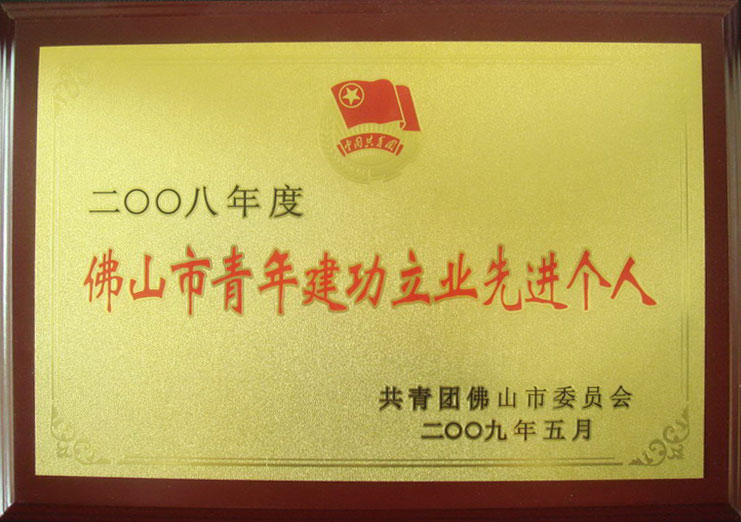 中国共青团
二〇〇八年度
佛山市青年建功立业先进个人
共青团佛山市委员会
二〇〇九年五月